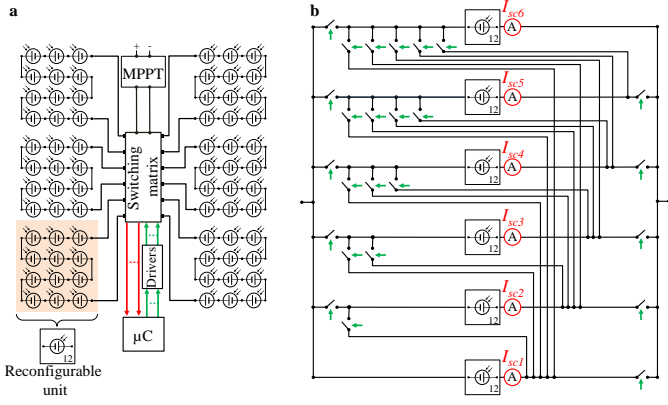 a
+ -
MPPT
Switching
matrix
Drivers
µC
12
Reconfigurable
unit
b
Isc6
12
A
Isc5
12
A
Isc4
12
A
Isc3
12
A
Isc2
12
A
Isc1
12
A